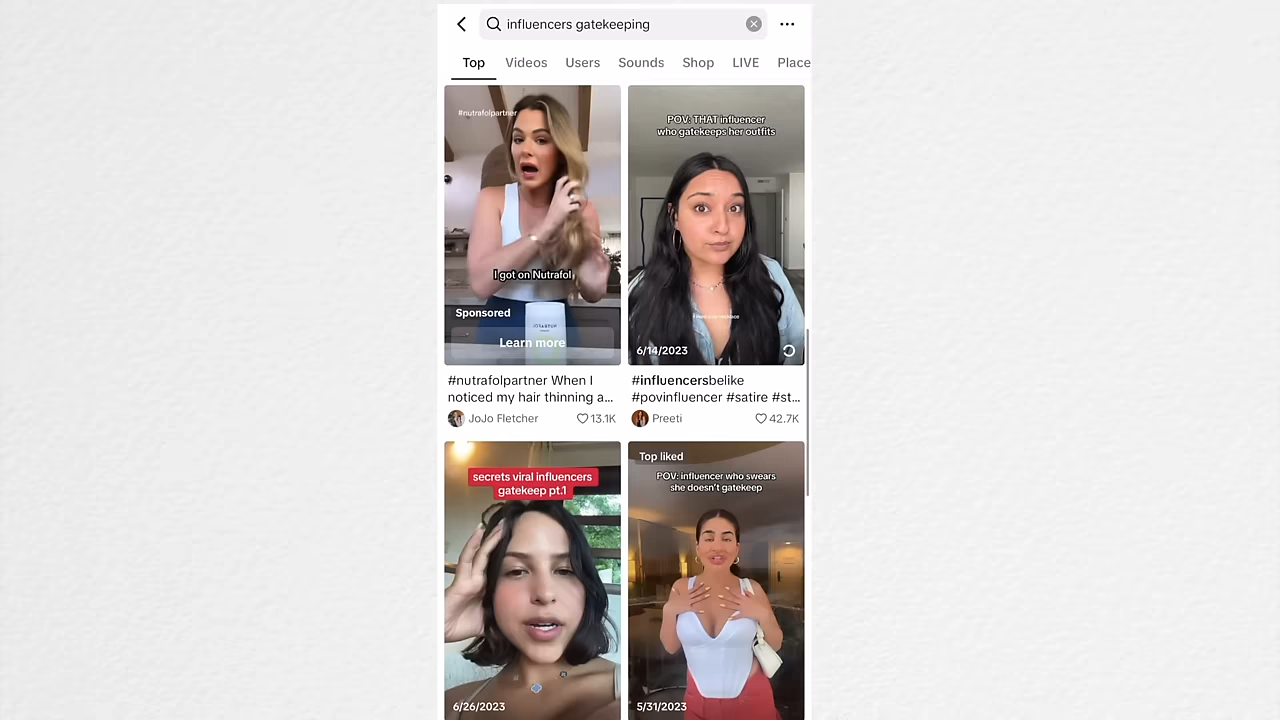 influencers gatekeeping
Top Videos Users Sounds Shop LIVE Place
#nutrafolpartner
I got on Nutrafol
Sponsored
NUTRAFOL
Learn more
#nutrafolpartner When I
noticed my hair thinning a...
JoJo Fletcher 13.1K
POV: THAT influencer
who gatekeeps her outfits
6/14/2023
#influencersbelike
#povinfluencer #satire #st...
Preeti 42.7K
secrets viral influencers
gatekeep pt.1
6/26/2023
Top liked
POV: influencer who swears
she doesn't gatekeep
5/31/2023